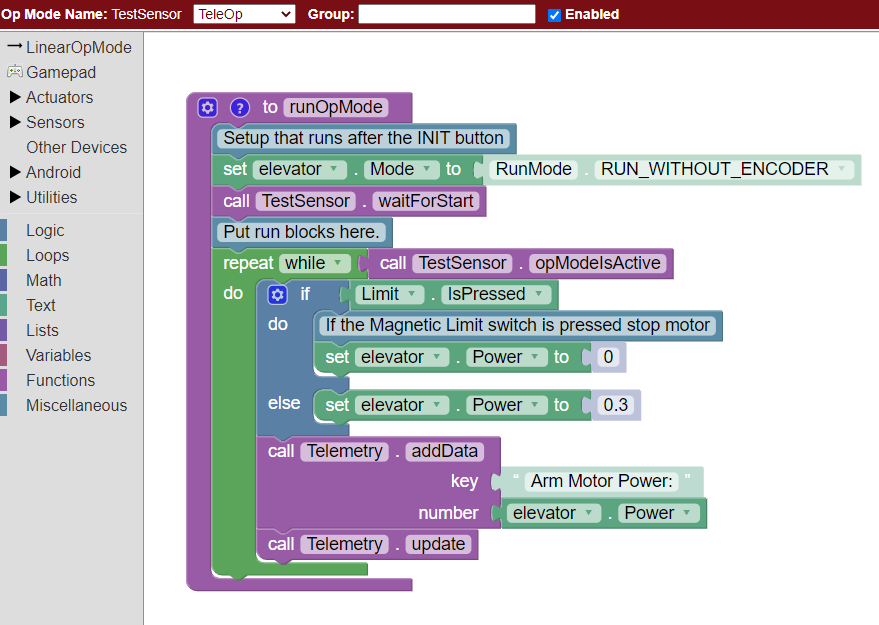 Op Mode Name: TestSensor TeleOp Group: Enabled
LinearOpMode
Gamepad
Actuators
Sensors
Other Devices
Android
Utilities
Logic
Loops
Math
Text
Lists
Variables
Functions
Miscellaneous
? to runOpMode
Setup that runs after the INIT button
set elevator . Mode to RunMode . RUN_WITHOUT_ENCODER
call TestSensor . waitForStart
Put run blocks here.
repeat while call TestSensor . opModeIsActive
do if Limit . IsPressed
do If the Magnetic Limit switch is pressed stop motor
set elevator . Power to 0
else set elevator . Power to 0.3
call Telemetry . addData
key “ Arm Motor Power: ”
number elevator . Power
call Telemetry . update